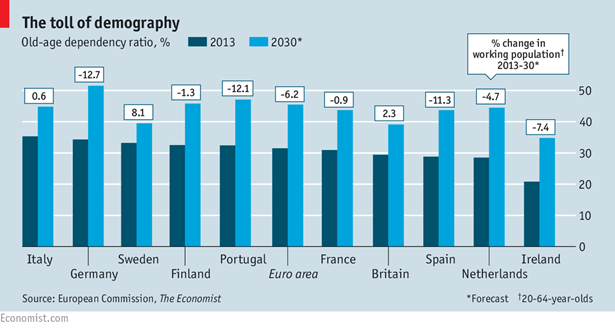 The toll of demography
Old-age dependency ratio, %
2013
2030*
% change in
working population†
2013-30*
0.6
-12.7
8.1
-1.3
-12.1
-6.2
-0.9
2.3
-11.3
-4.7
-7.4
50
40
30
20
10
0
Italy
Germany
Sweden
Finland
Portugal
Euro area
France
Britain
Spain
Netherlands
Ireland
Source: European Commission, The Economist
*Forecast †20-64-year-olds
Economist.com